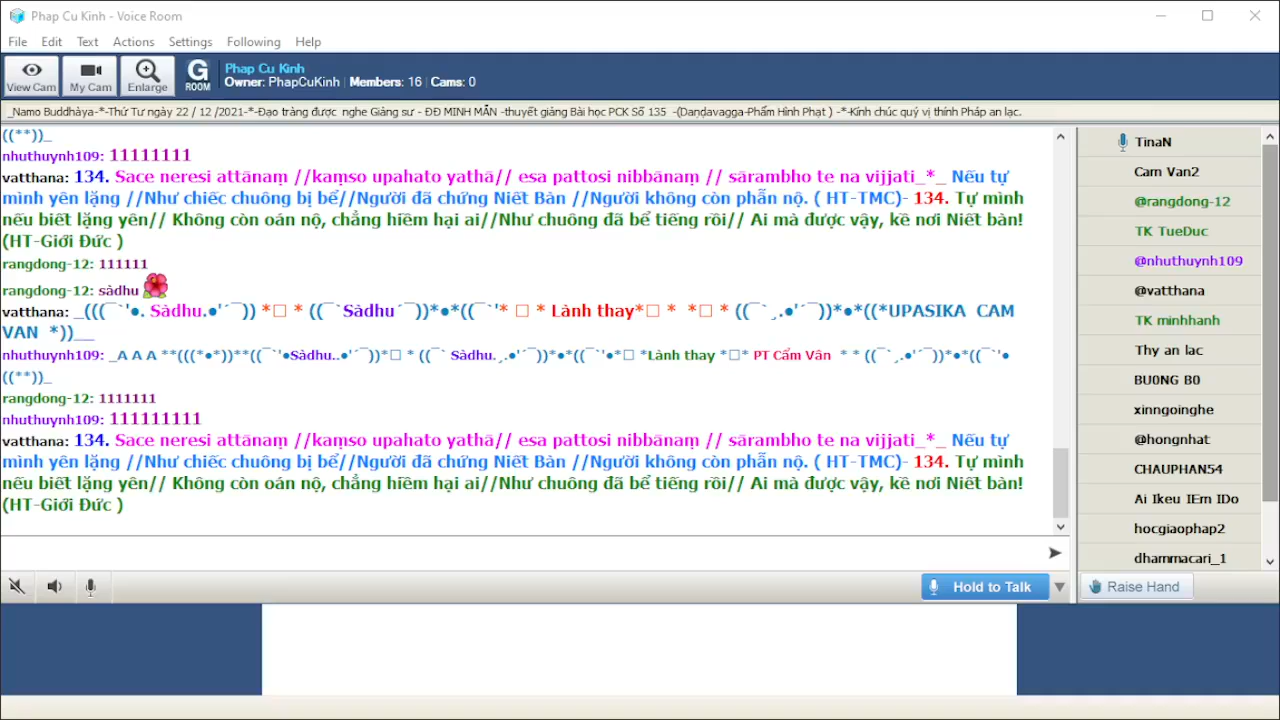 Phap Cu Kinh - Voice Room
File Edit Text Actions Settings Following Help
View Cam My Cam Enlarge G ROOM
Phap Cu Kinh
Owner: PhapCuKinh Members: 16 Cams: 0
_Namo Buddhàya-*-Thứ Tư ngày 22 / 12 /2021-*-Đạo tràng được nghe Giảng sư - ĐĐ MINH MẪN -thuyết giảng Bài học PCK Số 135 -(Daṇḍavagga-Phẩm Hình Phạt ) -*-Kính chúc quý vị thính Pháp an lạc.
((**))_
nhuthuynh109: 11111111
vatthana: 134. Sace neresi attānaṃ //kaṃso upahato yathā// esa pattosi nibbānaṃ // sārambho te na vijjati_*_ Nếu tự
mình yên lặng //Như chiếc chuông bị bể//Người đã chứng Niết Bàn //Người không còn phẫn nộ. ( HT-TMC)- 134. Tự mình
nếu biết lặng yên// Không còn oán nộ, chẳng hiềm hại ai//Như chuông đã bể tiếng rồi// Ai mà được vậy, kề nơi Niết bàn!
(HT-Giới Đức )
rangdong-12: 111111
rangdong-12: sàdhu
vatthana: _(((¯`'●. Sàdhu.●'´¯)) *□ * ((¯`Sàdhu´¯))*●*((¯`'* □ * Lành thay*□ * *□ * ((¯`¸.●'´¯))*●*((*UPASIKA CAM
VAN *))__
nhuthuynh109: _A A A **(((*●*))**((¯`'●Sàdhu..●'´¯))*□ * ((¯` Sàdhu.¸.●'´¯))*●*((¯`'●*□ *Lành thay *□* PT Cẩm Vân * * ((¯`¸.●'´¯))*●*((¯`'●
((**))_
rangdong-12: 1111111
nhuthuynh109: 111111111
vatthana: 134. Sace neresi attānaṃ //kaṃso upahato yathā// esa pattosi nibbānaṃ // sārambho te na vijjati_*_ Nếu tự
mình yên lặng //Như chiếc chuông bị bể//Người đã chứng Niết Bàn //Người không còn phẫn nộ. ( HT-TMC)- 134. Tự mình
nếu biết lặng yên// Không còn oán nộ, chẳng hiềm hại ai//Như chuông đã bể tiếng rồi// Ai mà được vậy, kề nơi Niết bàn!
(HT-Giới Đức )
TinaN
Cam Van2
@rangdong-12
TK TueDuc
@nhuthuynh109
@vatthana
TK minhhanh
Thy an lac
BU0NG B0
xinngoinghe
@hongnhat
CHAUPHAN54
Ai Ikeu IEm IDo
hocgiaophap2
dhammacari_1
Hold to Talk
Raise Hand